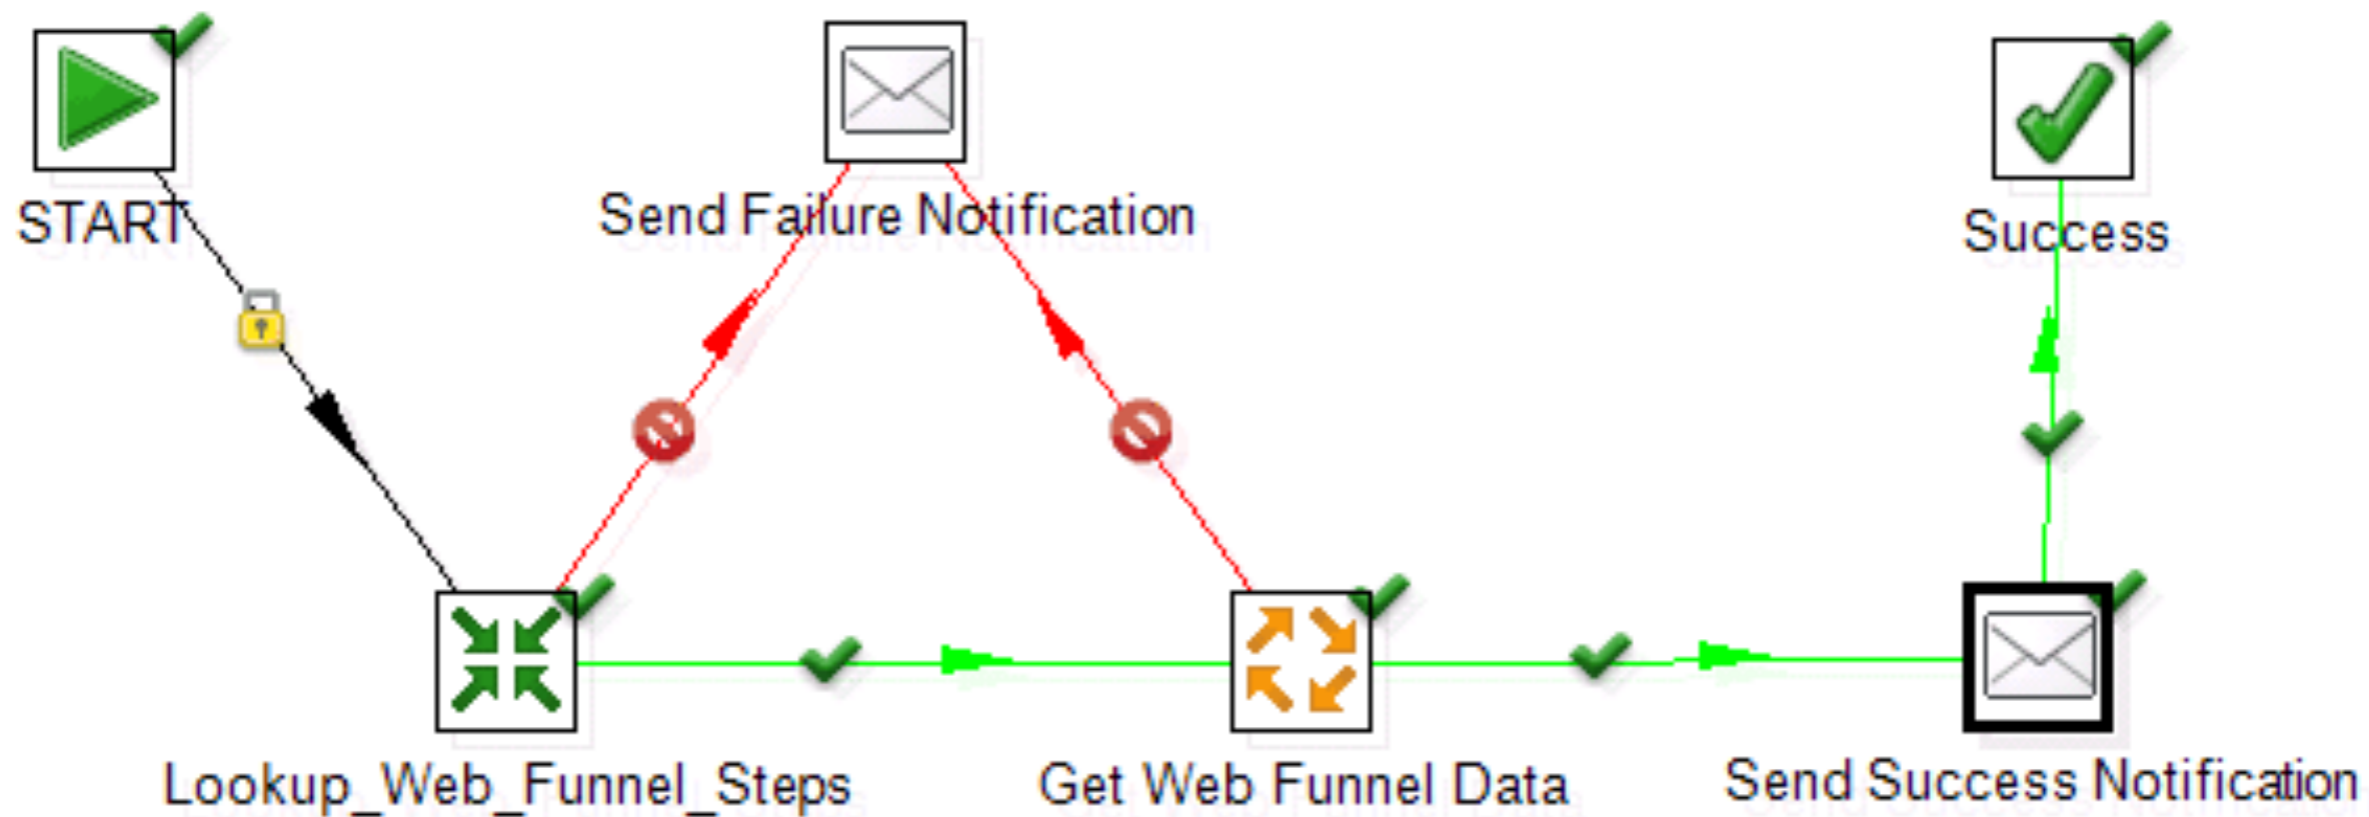 START
Send Failure Notification
Success
Lookup_Web_Funnel_Steps
Get Web Funnel Data
Send Success Notification